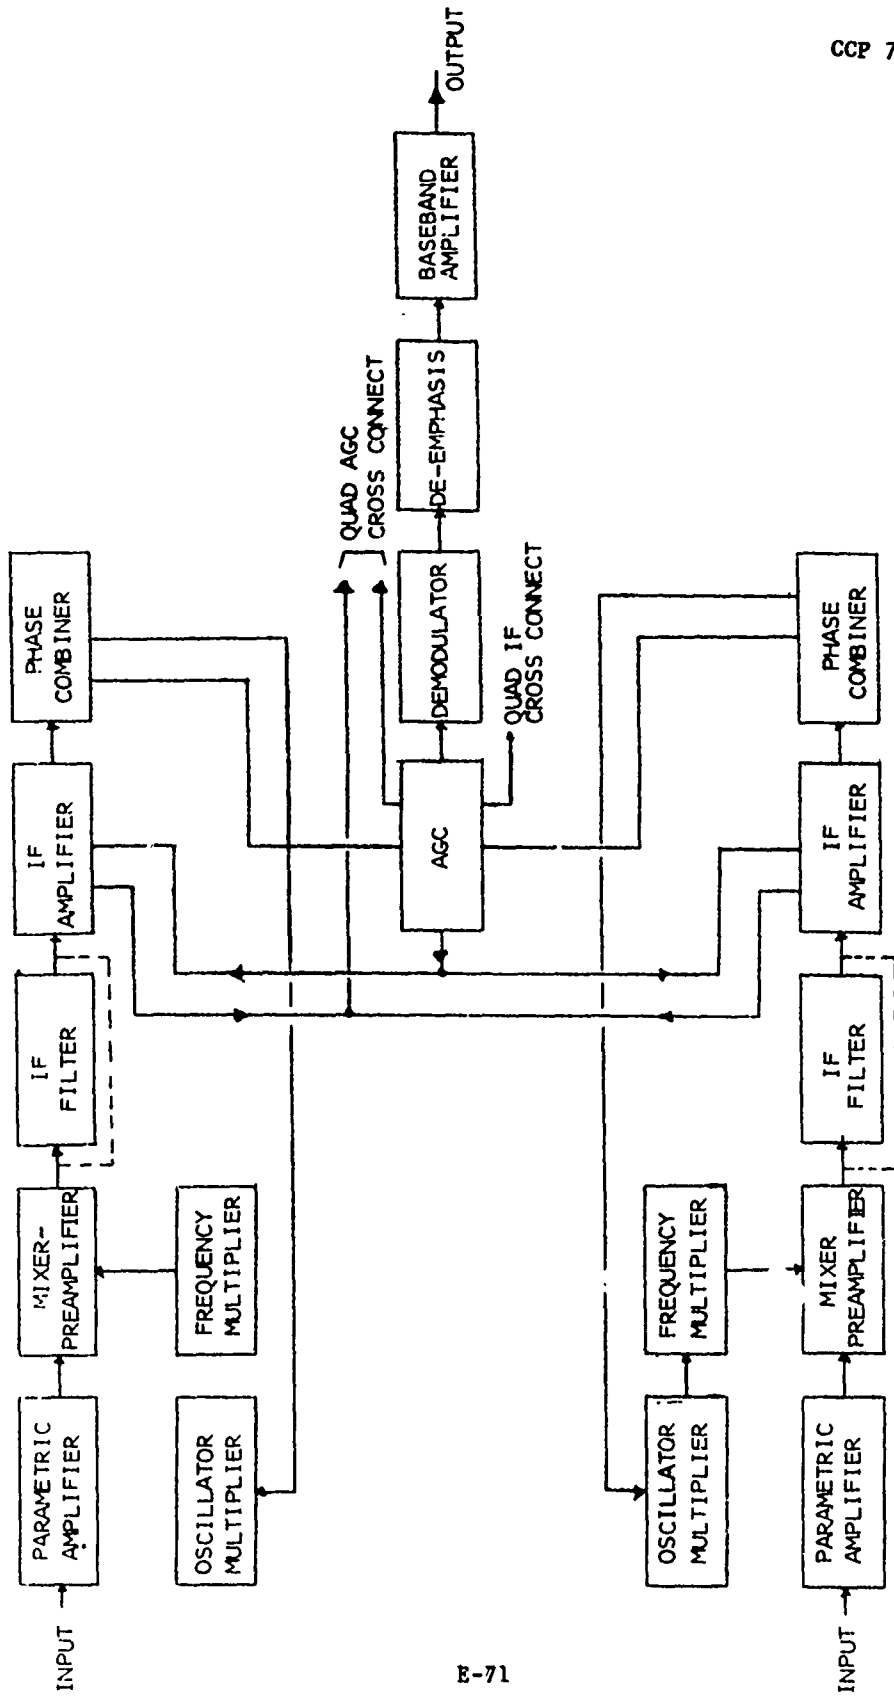 CCP 7
INPUT
PARAMETRIC
AMPLIFIER
MIXER-
PREAMPLIFIER
IF
FILTER
IF
AMPLIFIER
PHASE
COMBINER
OSCILLATOR
MULTIPLIER
FREQUENCY
MULTIPLIER
QUAD AGC
CROSS CONNECT
AGC
DEMODULATOR
DE-EMPHASIS
BASEBAND
AMPLIFIER
OUTPUT
QUAD IF
CROSS CONNECT
OSCILLATOR
MULTIPLIER
FREQUENCY
MULTIPLIER
INPUT
PARAMETRIC
AMPLIFIER
MIXER
PREAMPLIFIER
IF
FILTER
IF
AMPLIFIER
PHASE
COMBINER
E-71